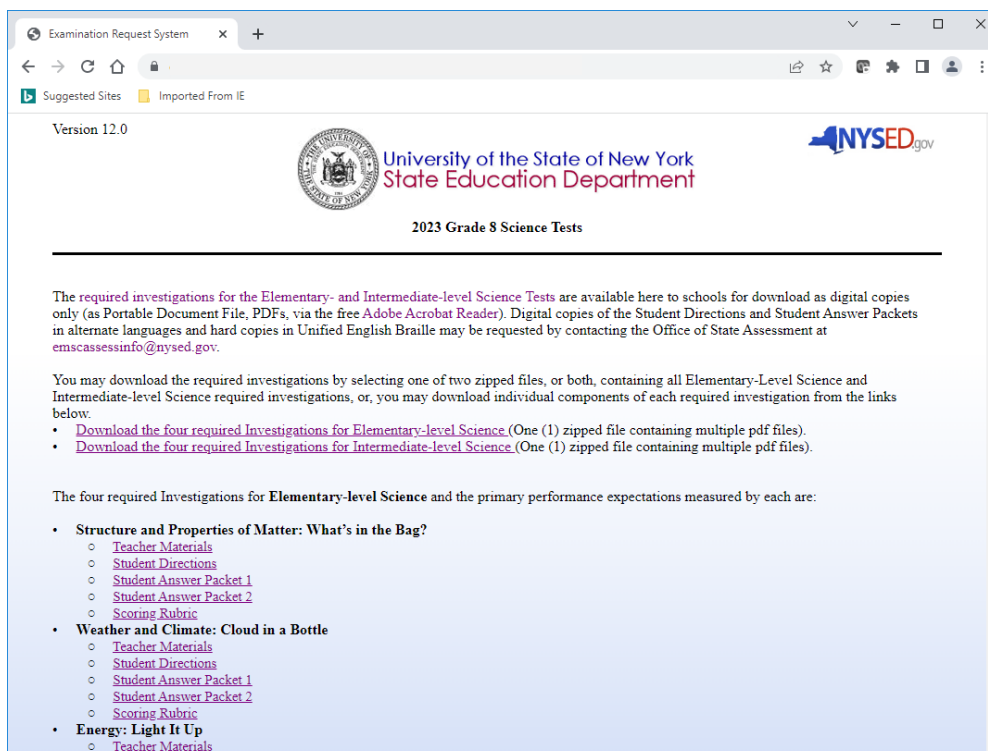 Examination Request System
Suggested Sites
Imported From IE
Version 12.0
THE UNIVERSITY OF THE STATE OF NEW YORK
University of the State of New York
State Education Department
NYSED.gov
2023 Grade 8 Science Tests
The required investigations for the Elementary- and Intermediate-level Science Tests are available here to schools for download as digital copies
only (as Portable Document File, PDFs, via the free Adobe Acrobat Reader). Digital copies of the Student Directions and Student Answer Packets
in alternate languages and hard copies in Unified English Braille may be requested by contacting the Office of State Assessment at
emscassessinfo@nysed.gov.
You may download the required investigations by selecting one of two zipped files, or both, containing all Elementary-Level Science and
Intermediate-level Science required investigations, or, you may download individual components of each required investigation from the links
below.
• Download the four required Investigations for Elementary-level Science (One (1) zipped file containing multiple pdf files).
• Download the four required Investigations for Intermediate-level Science (One (1) zipped file containing multiple pdf files).
The four required Investigations for Elementary-level Science and the primary performance expectations measured by each are:
• Structure and Properties of Matter: What's in the Bag?
○ Teacher Materials
○ Student Directions
○ Student Answer Packet 1
○ Student Answer Packet 2
○ Scoring Rubric
• Weather and Climate: Cloud in a Bottle
○ Teacher Materials
○ Student Directions
○ Student Answer Packet 1
○ Student Answer Packet 2
○ Scoring Rubric
• Energy: Light It Up
○ Teacher Materials